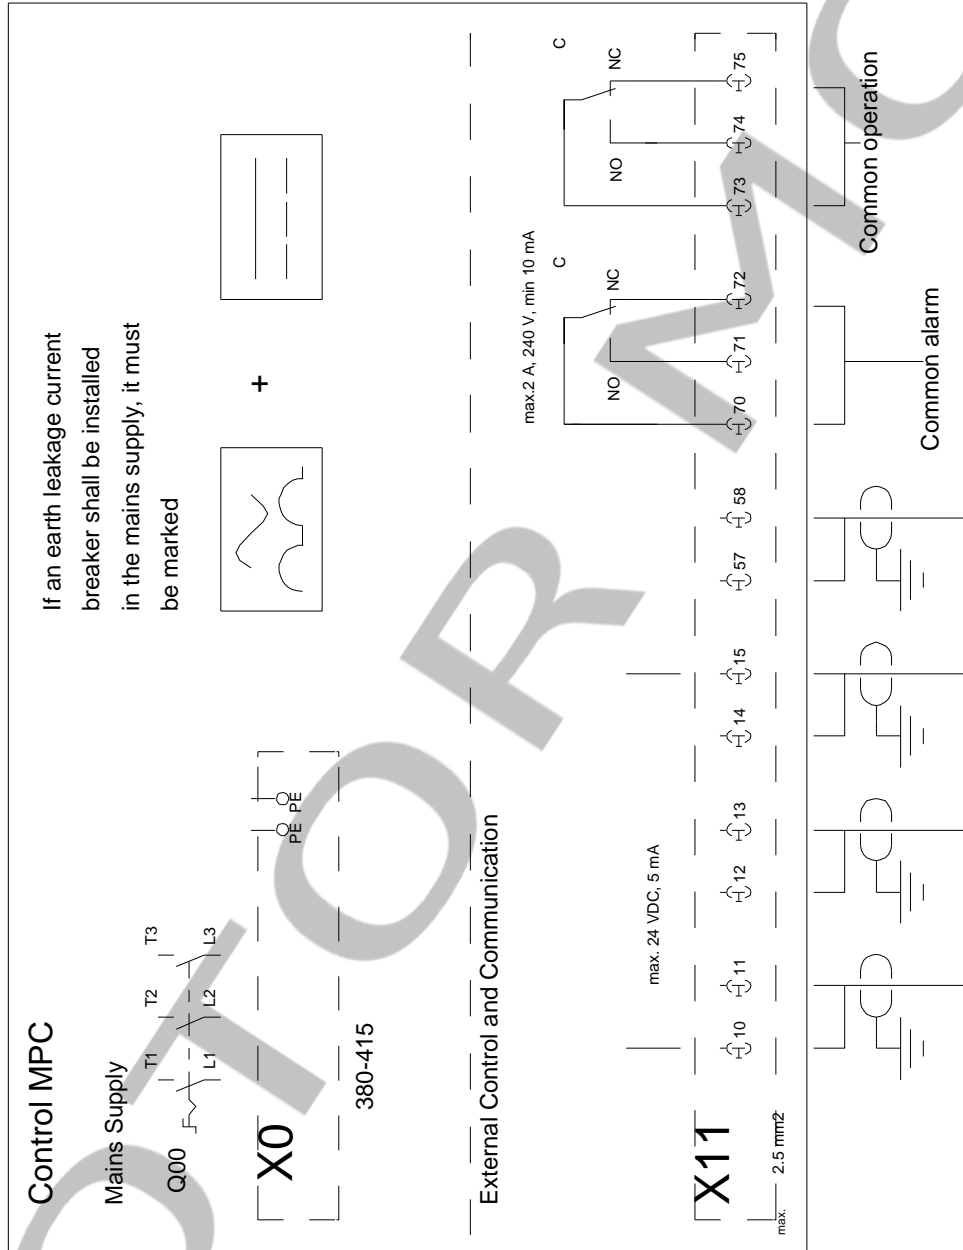 Control MPC
Mains Supply
Q00
T1
T2
T3
L1
L2
L3
X0
PE
PE
380-415
If an earth leakage current
breaker shall be installed
in the mains supply, it must
be marked
+
External Control and Communication
max. 24 VDC, 5 mA
max.2 A, 240 V, min 10 mA
C
C
NO
NC
NO
NC
X11
10
11
12
13
14
15
57
58
70
71
72
73
74
75
max. 2.5 mm2
Common alarm
Common operation
OTOR MO